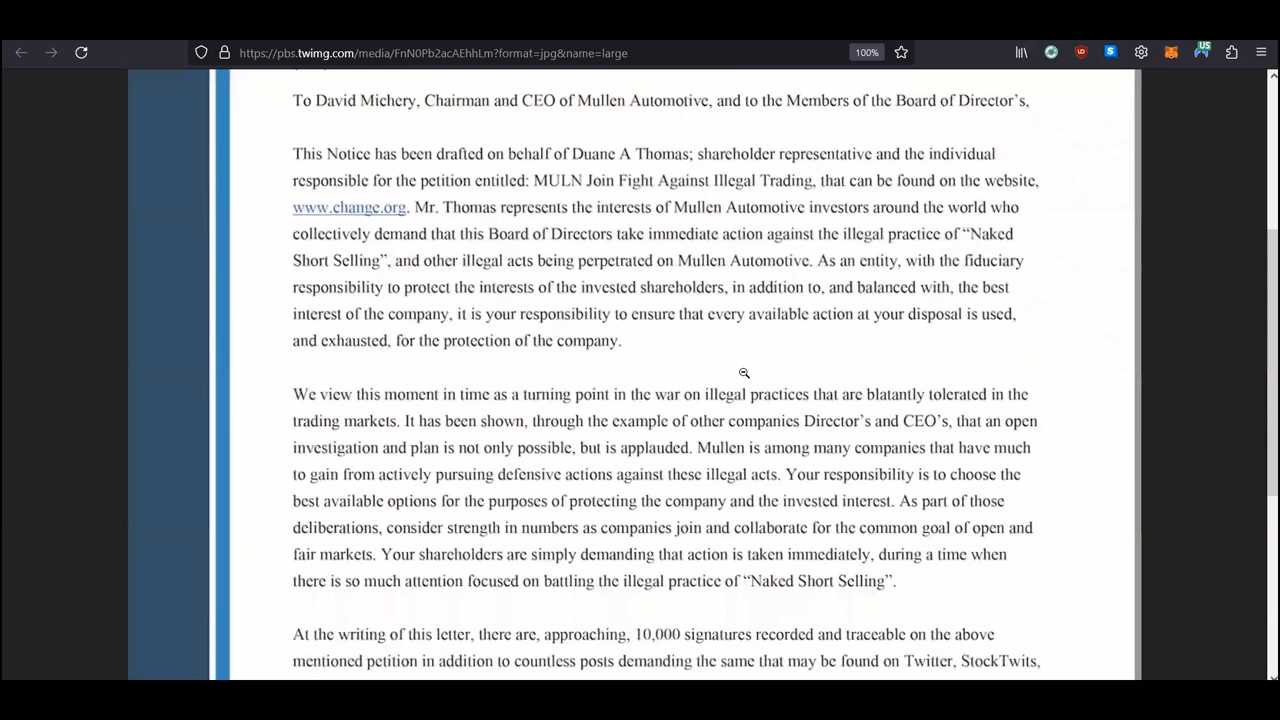 https://pbs.twimg.com/media/FnN0Pb2acAEhhLm?format=jpg&name=large
100%
US
To David Michery, Chairman and CEO of Mullen Automotive, and to the Members of the Board of Director's,
This Notice has been drafted on behalf of Duane A Thomas; shareholder representative and the individual
responsible for the petition entitled: MULN Join Fight Against Illegal Trading, that can be found on the website,
www.change.org. Mr. Thomas represents the interests of Mullen Automotive investors around the world who
collectively demand that this Board of Directors take immediate action against the illegal practice of “Naked
Short Selling”, and other illegal acts being perpetrated on Mullen Automotive. As an entity, with the fiduciary
responsibility to protect the interests of the invested shareholders, in addition to, and balanced with, the best
interest of the company, it is your responsibility to ensure that every available action at your disposal is used,
and exhausted, for the protection of the company.
We view this moment in time as a turning point in the war on illegal practices that are blatantly tolerated in the
trading markets. It has been shown, through the example of other companies Director's and CEO's, that an open
investigation and plan is not only possible, but is applauded. Mullen is among many companies that have much
to gain from actively pursuing defensive actions against these illegal acts. Your responsibility is to choose the
best available options for the purposes of protecting the company and the invested interest. As part of those
deliberations, consider strength in numbers as companies join and collaborate for the common goal of open and
fair markets. Your shareholders are simply demanding that action is taken immediately, during a time when
there is so much attention focused on battling the illegal practice of “Naked Short Selling”.
At the writing of this letter, there are, approaching, 10,000 signatures recorded and traceable on the above
mentioned petition in addition to countless posts demanding the same that may be found on Twitter, StockTwits,